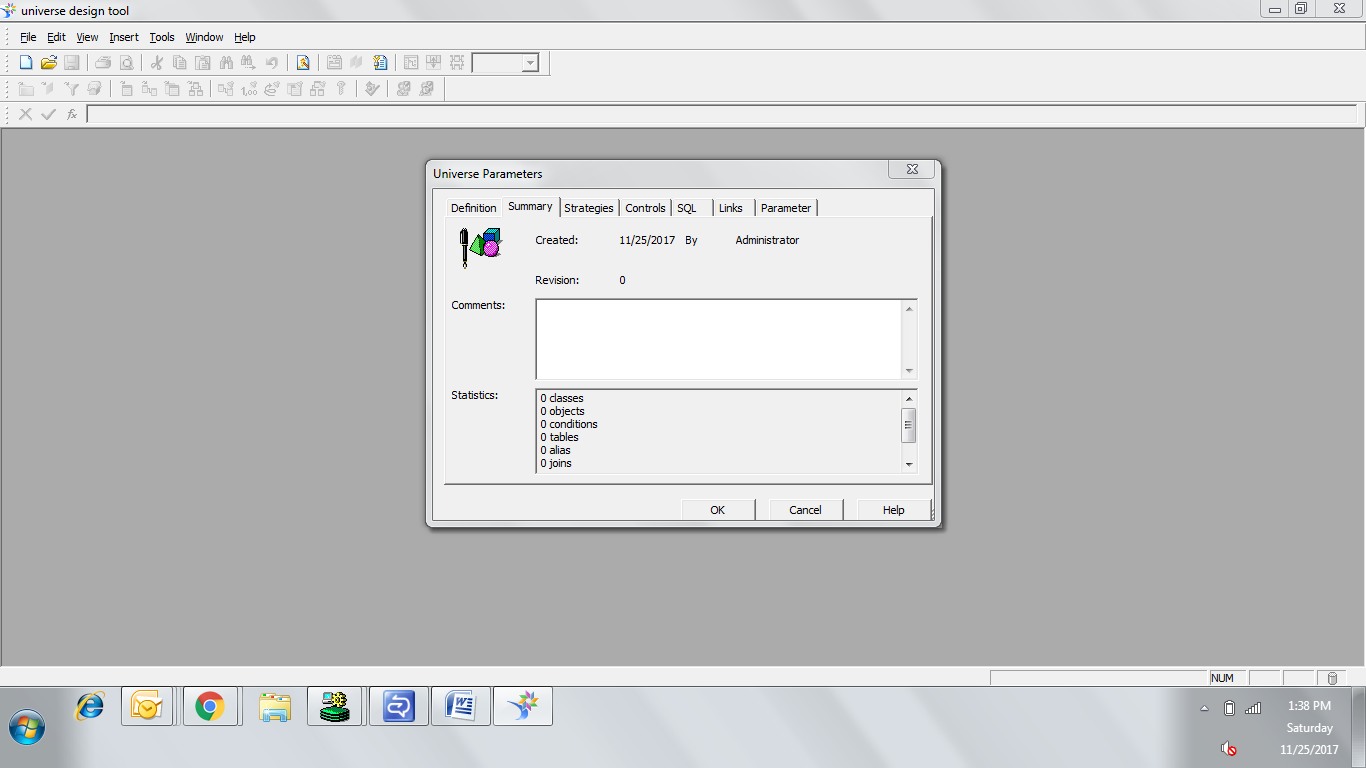 universe design tool
File Edit View Insert Tools Window Help
Universe Parameters
Definition Summary Strategies Controls SQL Links Parameter
Created: 11/25/2017 By Administrator
Revision: 0
Comments:
Statistics:
0 classes
0 objects
0 conditions
0 tables
0 alias
0 joins
OK Cancel Help
NUM
1:38 PM
Saturday
11/25/2017